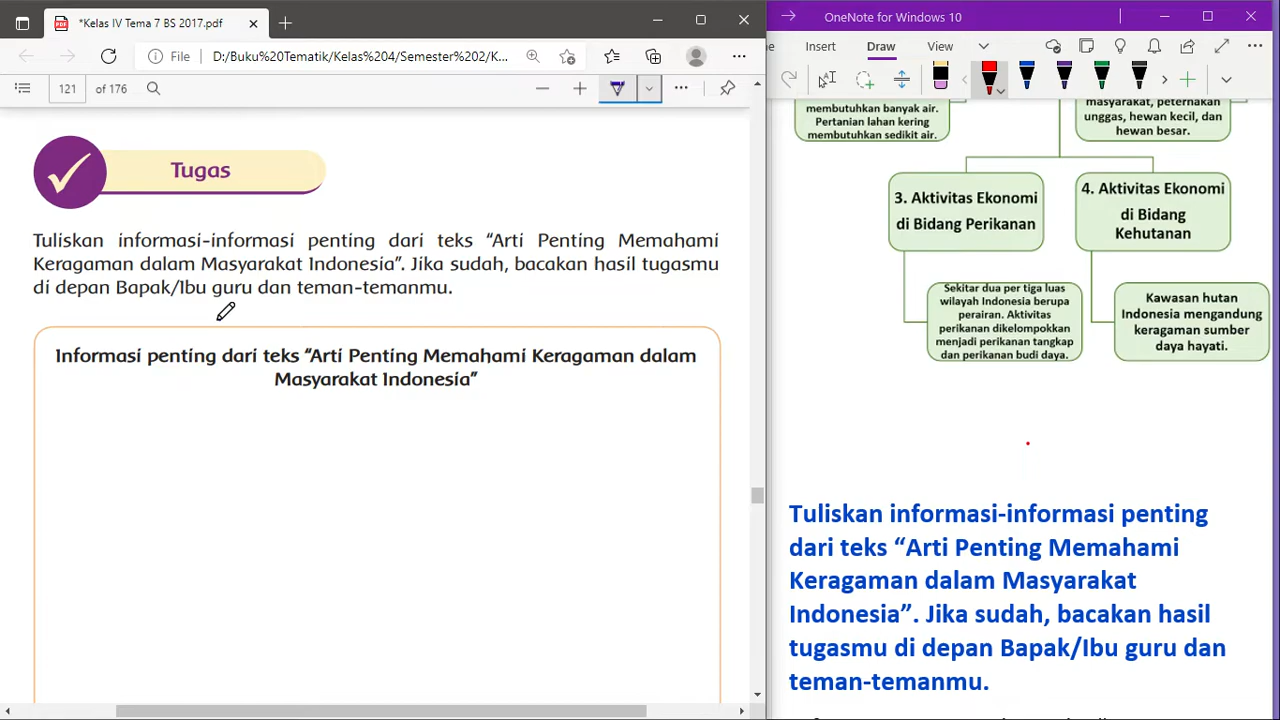 *Kelas IV Tema 7 BS 2017.pdf
File
D:/Buku%20Tematik/Kelas%204/Semester%202/K...
121 of 176
Tugas
Tuliskan informasi-informasi penting dari teks “Arti Penting Memahami
Keragaman dalam Masyarakat Indonesia”. Jika sudah, bacakan hasil tugasmu
di depan Bapak/Ibu guru dan teman-temanmu.
Informasi penting dari teks “Arti Penting Memahami Keragaman dalam
Masyarakat Indonesia”
OneNote for Windows 10
Insert Draw View
membutuhkan banyak air.
Pertanian lahan kering
membutuhkan sedikit air.
masyarakat, peternakan
unggas, hewan kecil, dan
hewan besar.
3. Aktivitas Ekonomi
di Bidang Perikanan
4. Aktivitas Ekonomi
di Bidang
Kehutanan
Sekitar dua per tiga luas
wilayah Indonesia berupa
perairan. Aktivitas
perikanan dikelompokkan
menjadi perikanan tangkap
dan perikanan budi daya.
Kawasan hutan
Indonesia mengandung
keragaman sumber
daya hayati.
Tuliskan informasi-informasi penting
dari teks “Arti Penting Memahami
Keragaman dalam Masyarakat
Indonesia”. Jika sudah, bacakan hasil
tugasmu di depan Bapak/Ibu guru dan
teman-temanmu.